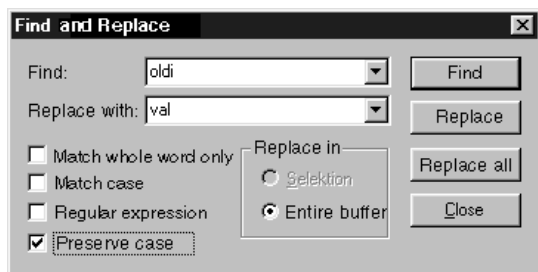 Find and Replace
Find: oldi
Find
Replace with: val
Replace
Match whole word only
Match case
Regular expression
Preserve case
Replace in
Selektion
Entire buffer
Replace all
Close